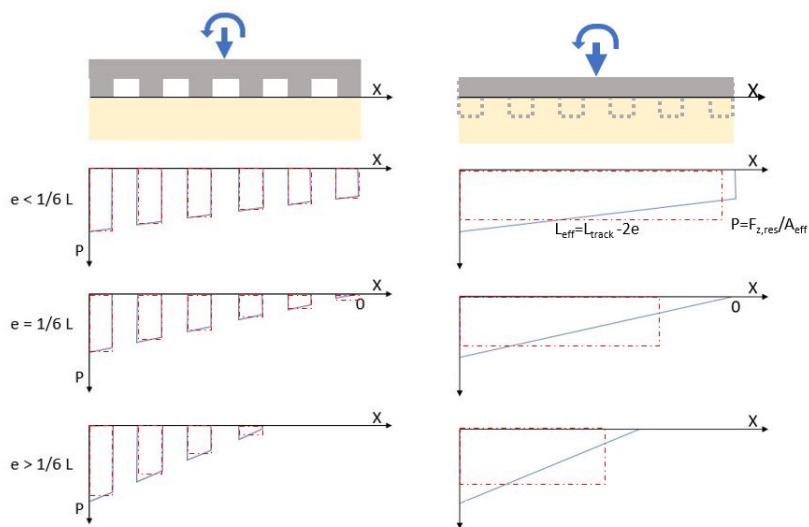 X
X
X
e < 1/6 L
P
X
L_eff=L_track -2e
P=F_z,res/A_eff
X
0
e = 1/6 L
P
X
0
X
e > 1/6 L
P
X